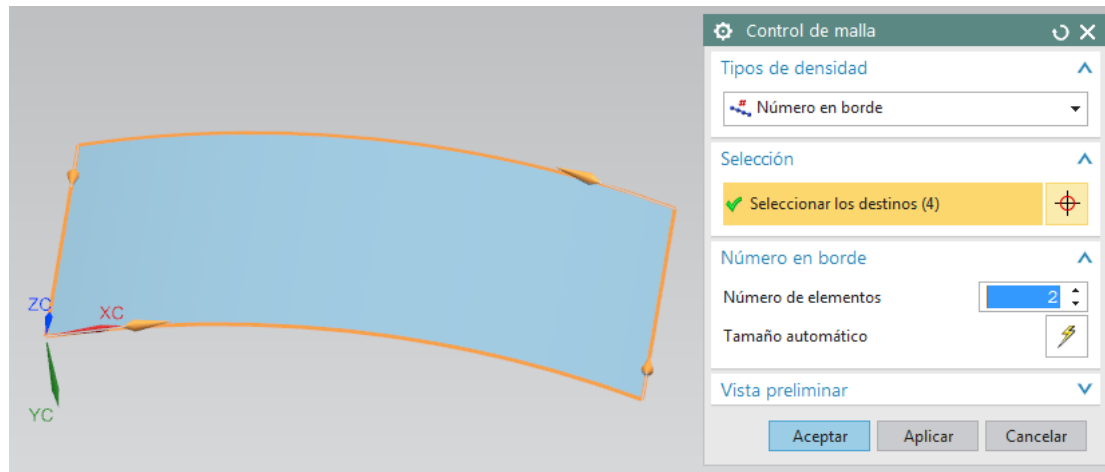 Control de malla
Tipos de densidad
Número en borde
Selección
Seleccionar los destinos (4)
Número en borde
Número de elementos 2
Tamaño automático
Vista preliminar
Aceptar Aplicar Cancelar
ZC
XC
YC